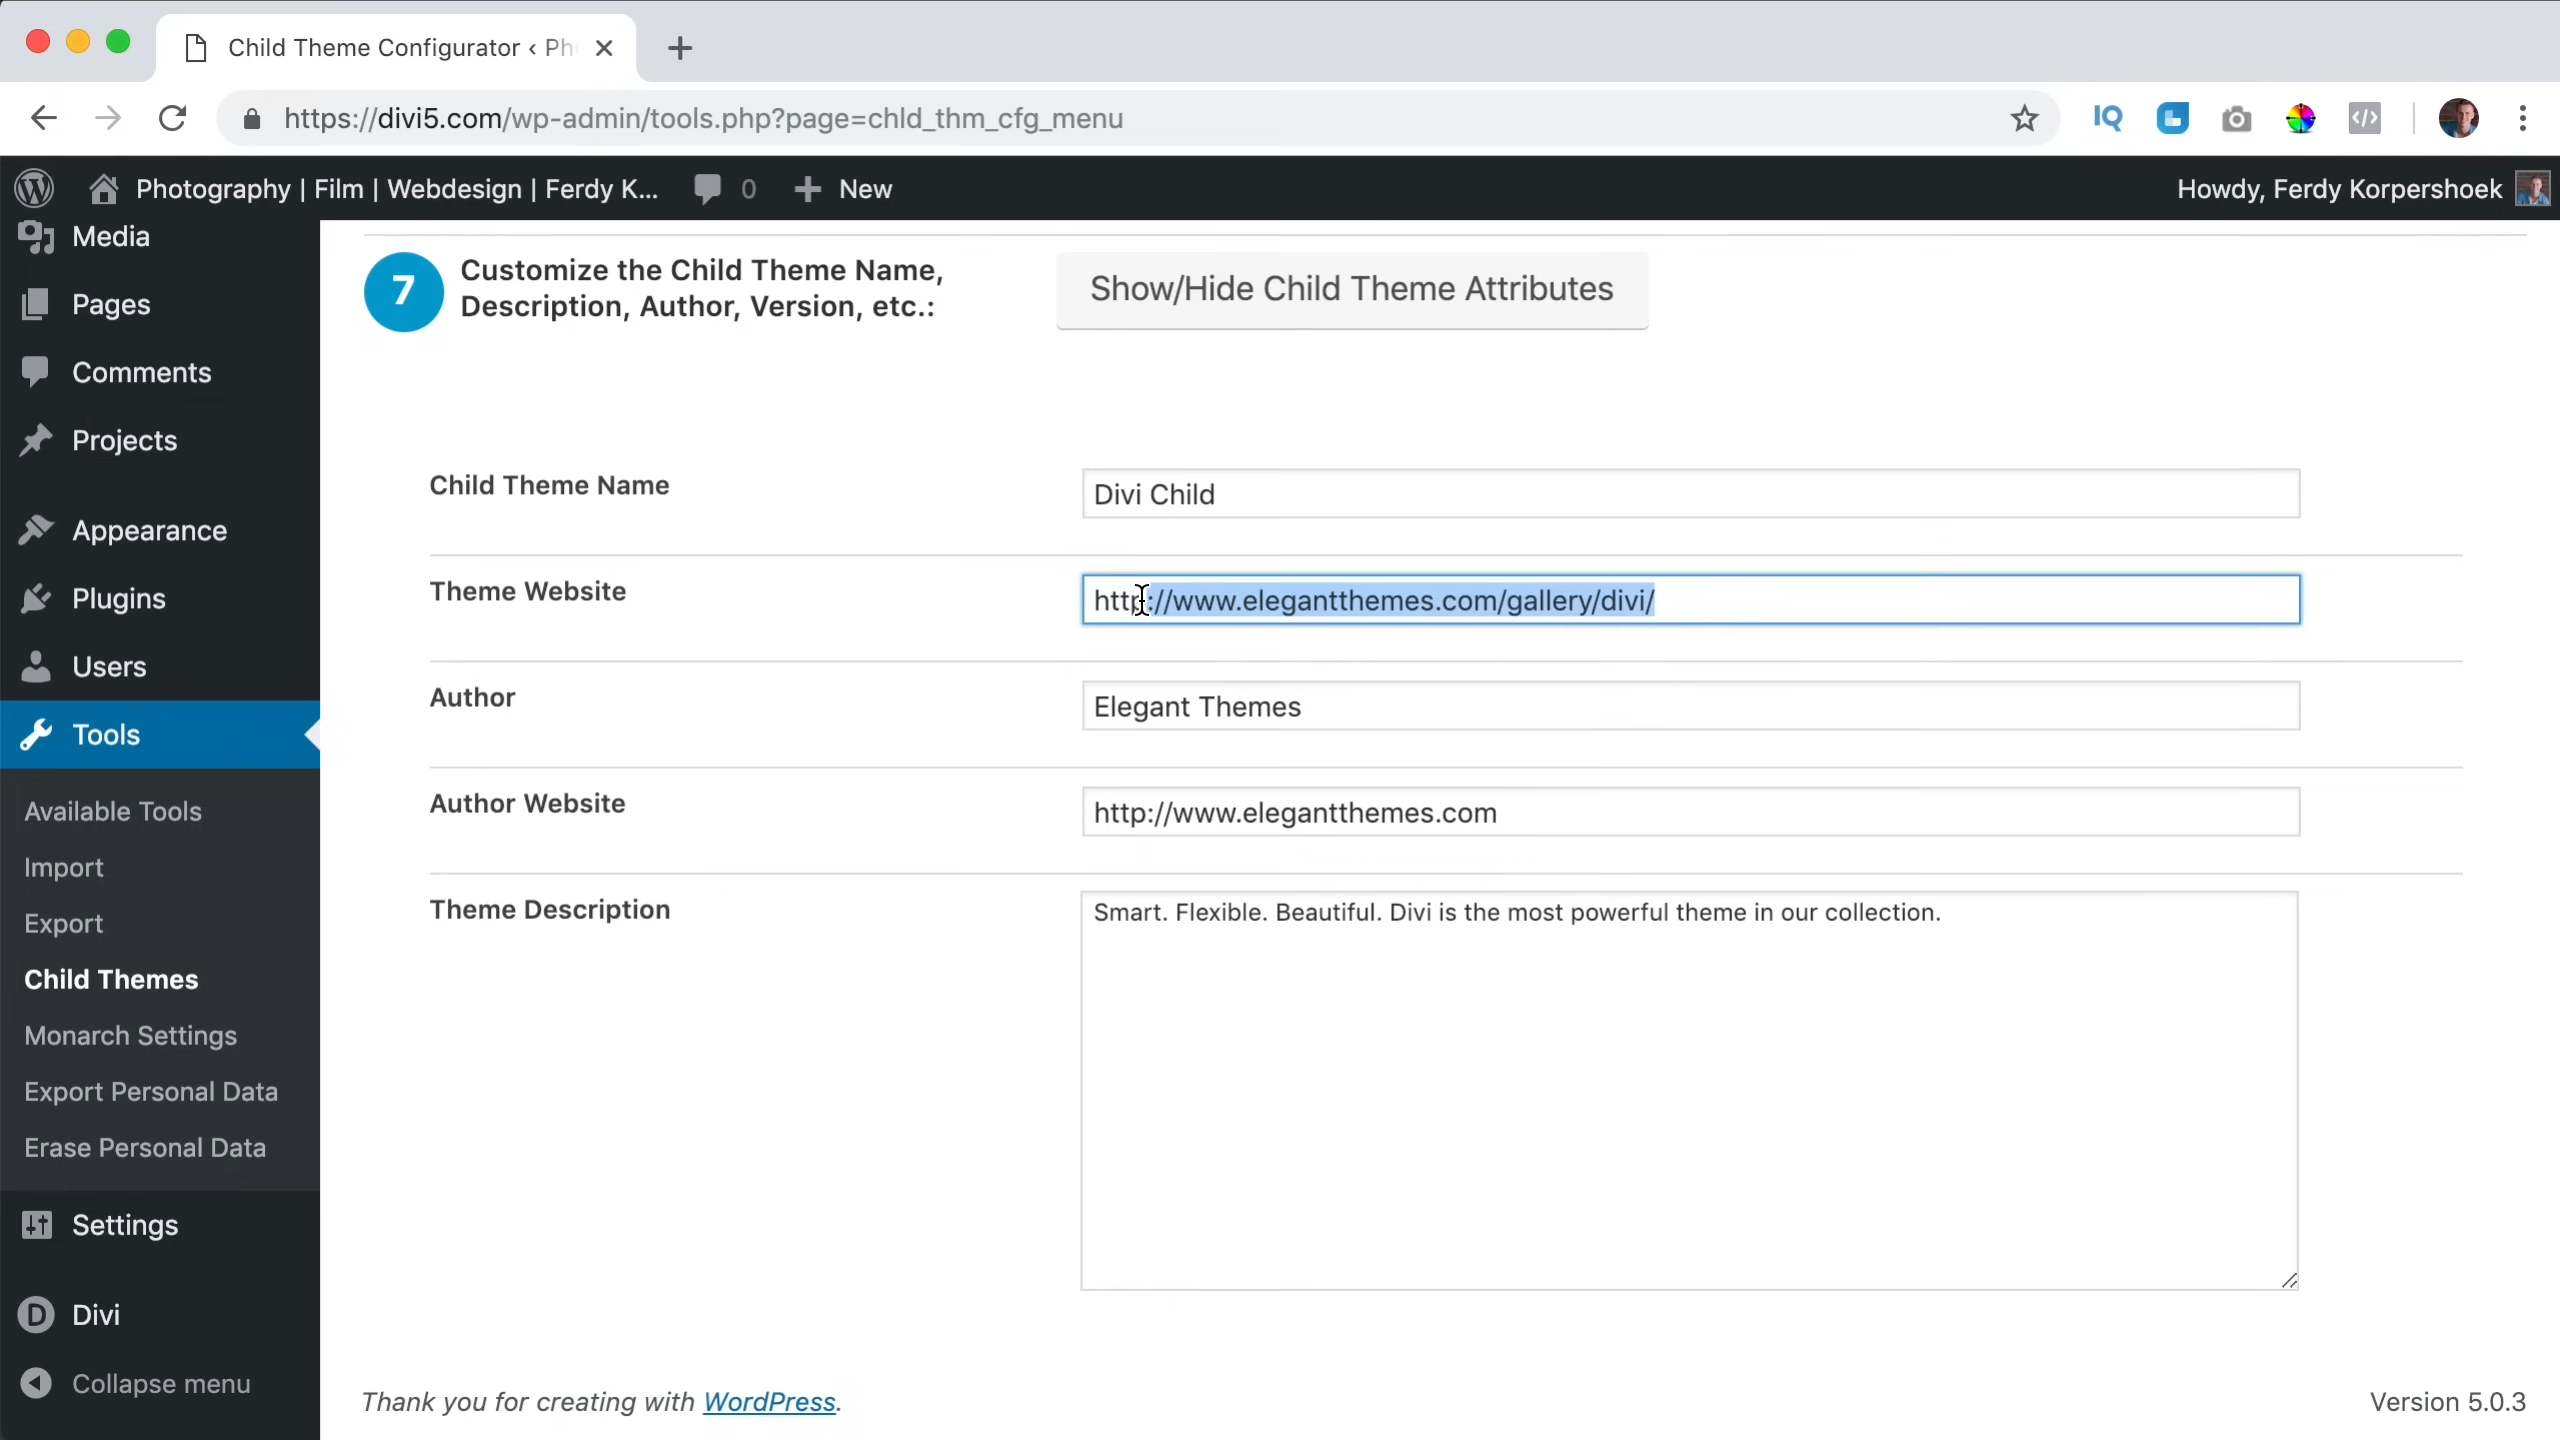 Child Theme Configurator ‹ Ph
https://divi5.com/wp-admin/tools.php?page=chld_thm_cfg_menu
IQ
Photography | Film | Webdesign | Ferdy K...
0
New
Howdy, Ferdy Korpershoek
Media
Pages
Comments
Projects
Appearance
Plugins
Users
Tools
Available Tools
Import
Export
Child Themes
Monarch Settings
Export Personal Data
Erase Personal Data
Settings
Divi
Collapse menu
7
Customize the Child Theme Name,
Description, Author, Version, etc.:
Show/Hide Child Theme Attributes
Child Theme Name
Divi Child
Theme Website
http://www.elegantthemes.com/gallery/divi/
Author
Elegant Themes
Author Website
http://www.elegantthemes.com
Theme Description
Smart. Flexible. Beautiful. Divi is the most powerful theme in our collection.
Thank you for creating with WordPress.
Version 5.0.3